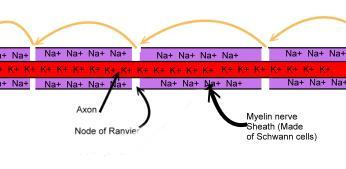 Na+ Na+ Na+ Na+ Na+ Na+ Na+ Na+ Na+ Na+ Na+ Na+
K+ K+ K+ K+ K+ K+ K+ K+ K+ K+ K+ K+ K+ K+ K+ K+ K+ K+ K+
Na+ Na+ Na+ Na+ Na+ Na+ Na+ Na+ Na+ Na+ Na+ Na+
Axon
Node of Ranvier
Myelin nerve
Sheath (Made
of Schwann cells)